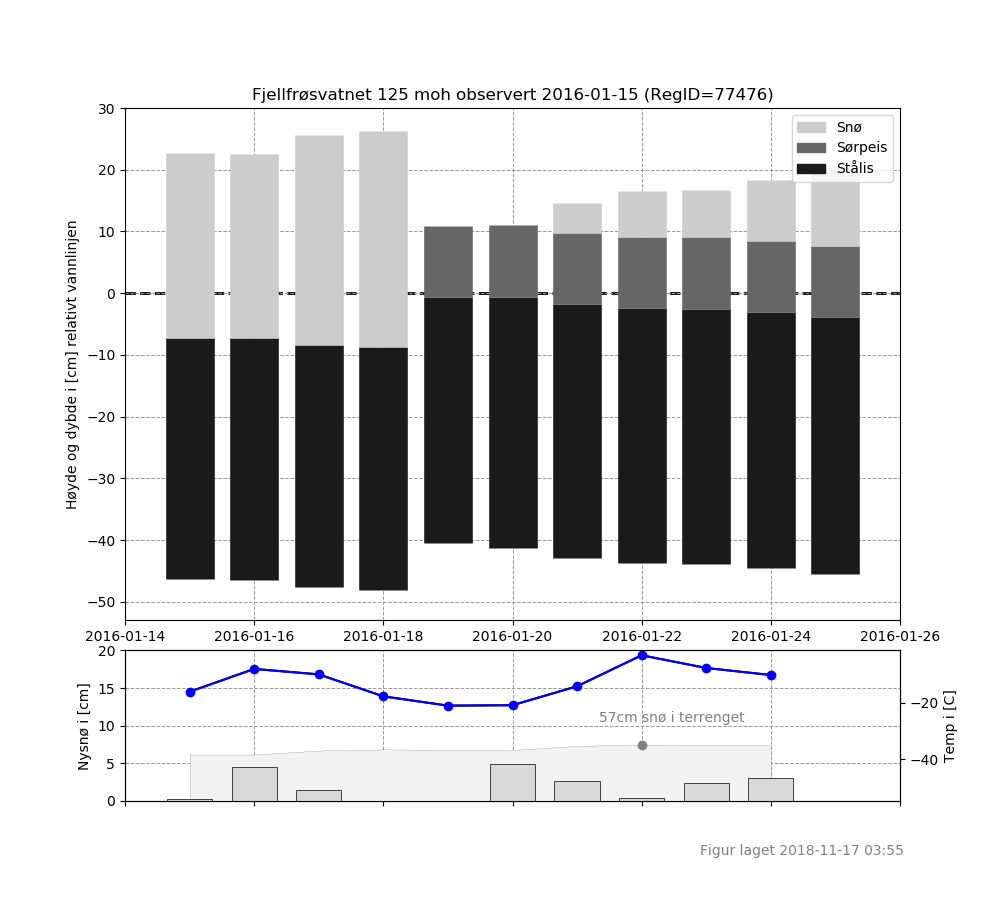 Fjellfrøsvatnet 125 moh observert 2016-01-15 (RegID=77476)
Høyde og dybde i [cm] relativt vannlinjen
30
20
10
0
−10
−20
−30
−40
−50
Snø
Sørpeis
Stålis
2016-01-14 2016-01-16 2016-01-18 2016-01-20 2016-01-22 2016-01-24 2016-01-26
Nysnø i [cm]
20
15
10
5
0
57cm snø i terrenget
−20
−40
Temp i [C]
Figur laget 2018-11-17 03:55